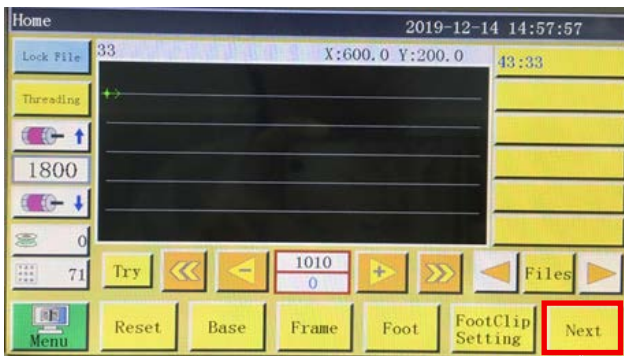 Home 2019-12-14 14:57:57
Lock File
33 X:600.0 Y:200.0
43:33
Threading
1800
0
71
Try
1010
0
Files
Menu
Reset
Base
Frame
Foot
FootClip
Setting
Next